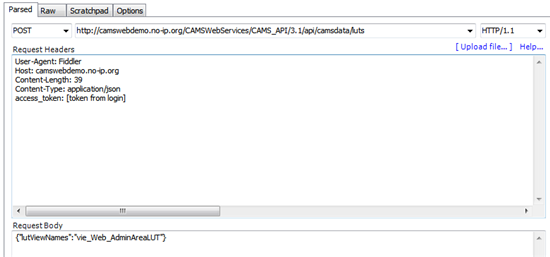 Parsed Raw Scratchpad Options
POST http://camswebdemo.no-ip.org/CAMSWebServices/CAMS_API/3.1/api/camsdata/luts HTTP/1.1
Request Headers [ Upload file... ] Help...
User-Agent: Fiddler
Host: camswebdemo.no-ip.org
Content-Length: 39
Content-Type: application/json
access_token: [token from login]
Request Body
{"lutViewNames":"vie_Web_AdminAreaLUT"}